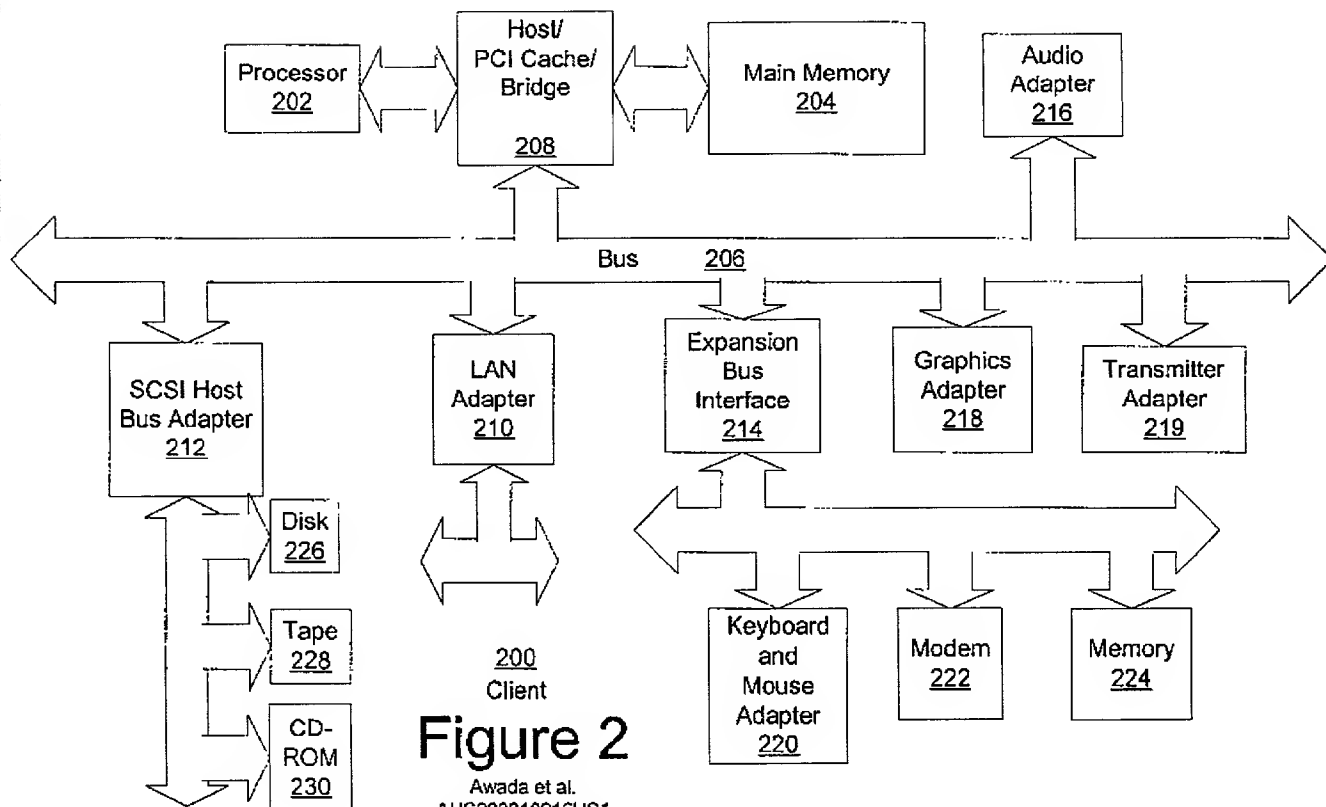 Processor
202
Host/
PCI Cache/
Bridge
208
Main Memory
204
Audio
Adapter
216
Bus 206
SCSI Host
Bus Adapter
212
LAN
Adapter
210
Expansion
Bus
Interface
214
Graphics
Adapter
218
Transmitter
Adapter
219
Disk
226
Tape
228
CD-
ROM
230
Keyboard
and
Mouse
Adapter
220
Modem
222
Memory
224
200
Client
Figure 2
Awada et al.